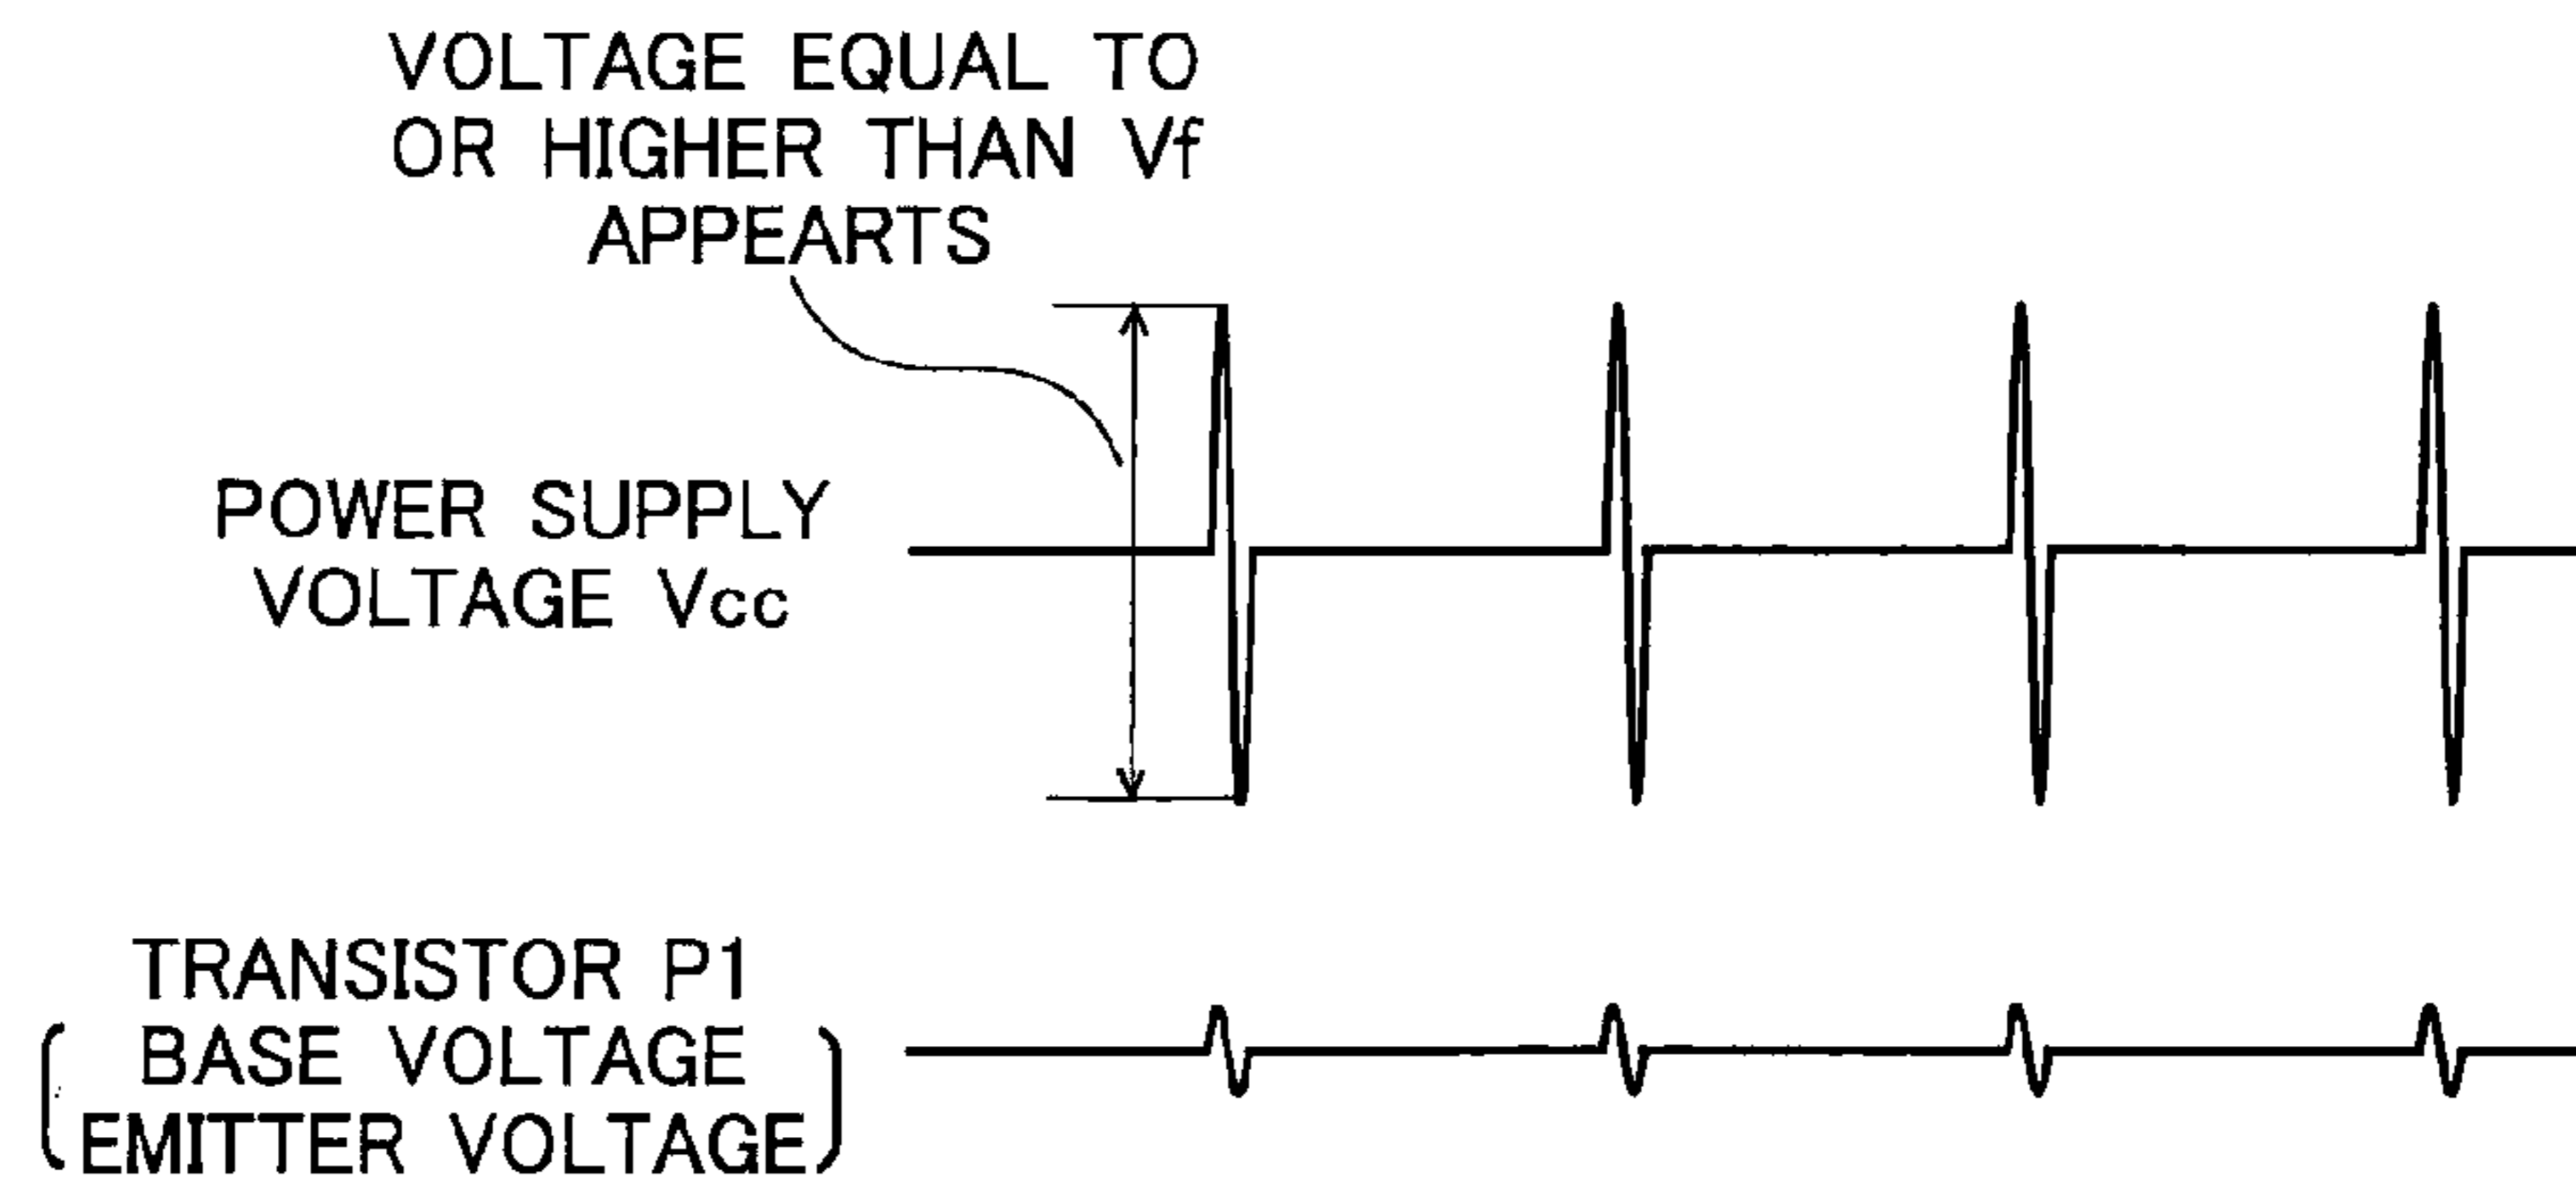 VOLTAGE EQUAL TO
OR HIGHER THAN Vf
APPEARTS
POWER SUPPLY
VOLTAGE Vcc
TRANSISTOR P1
BASE VOLTAGE
(EMITTER VOLTAGE)